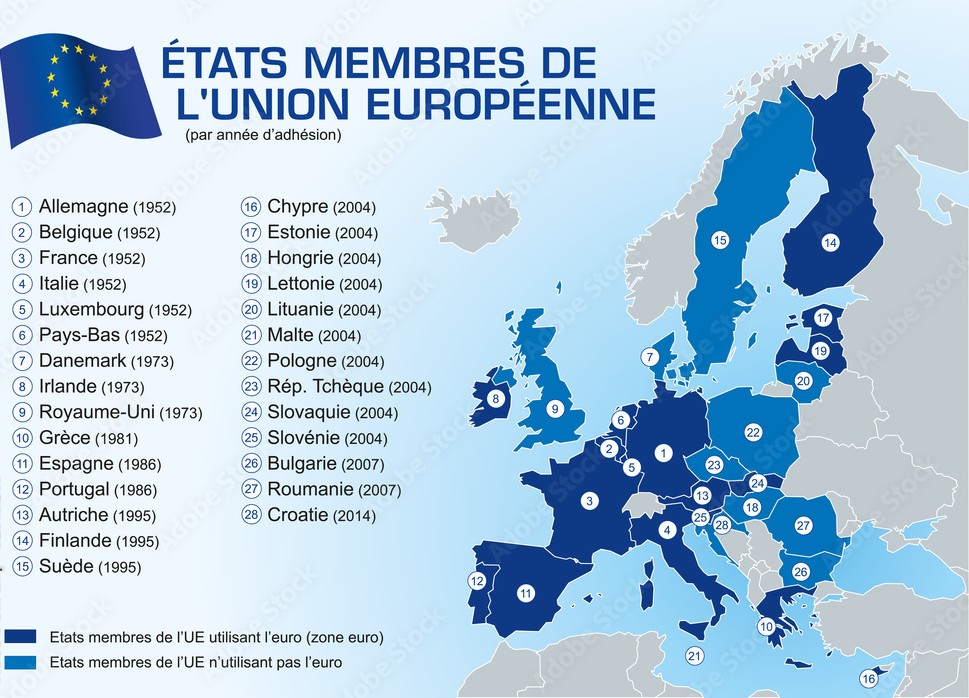 ÉTATS MEMBRES DE
L'UNION EUROPÉENNE
(par année d'adhésion)
1 Allemagne (1952)
2 Belgique (1952)
3 France (1952)
4 Italie (1952)
5 Luxembourg (1952)
6 Pays-Bas (1952)
7 Danemark (1973)
8 Irlande (1973)
9 Royaume-Uni (1973)
10 Grèce (1981)
11 Espagne (1986)
12 Portugal (1986)
13 Autriche (1995)
14 Finlande (1995)
15 Suède (1995)
16 Chypre (2004)
17 Estonie (2004)
18 Hongrie (2004)
19 Lettonie (2004)
20 Lituanie (2004)
21 Malte (2004)
22 Pologne (2004)
23 Rép. Tchèque (2004)
24 Slovaquie (2004)
25 Slovénie (2004)
26 Bulgarie (2007)
27 Roumanie (2007)
28 Croatie (2014)
Etats membres de l'UE utilisant l'euro (zone euro)
Etats membres de l'UE n'utilisant pas l'euro
15
14
17
7
19
20
8
9
6
22
2
1
5
23
24
13
3
18
25
28
27
4
26
12
11
10
21
16
Adobe Stock